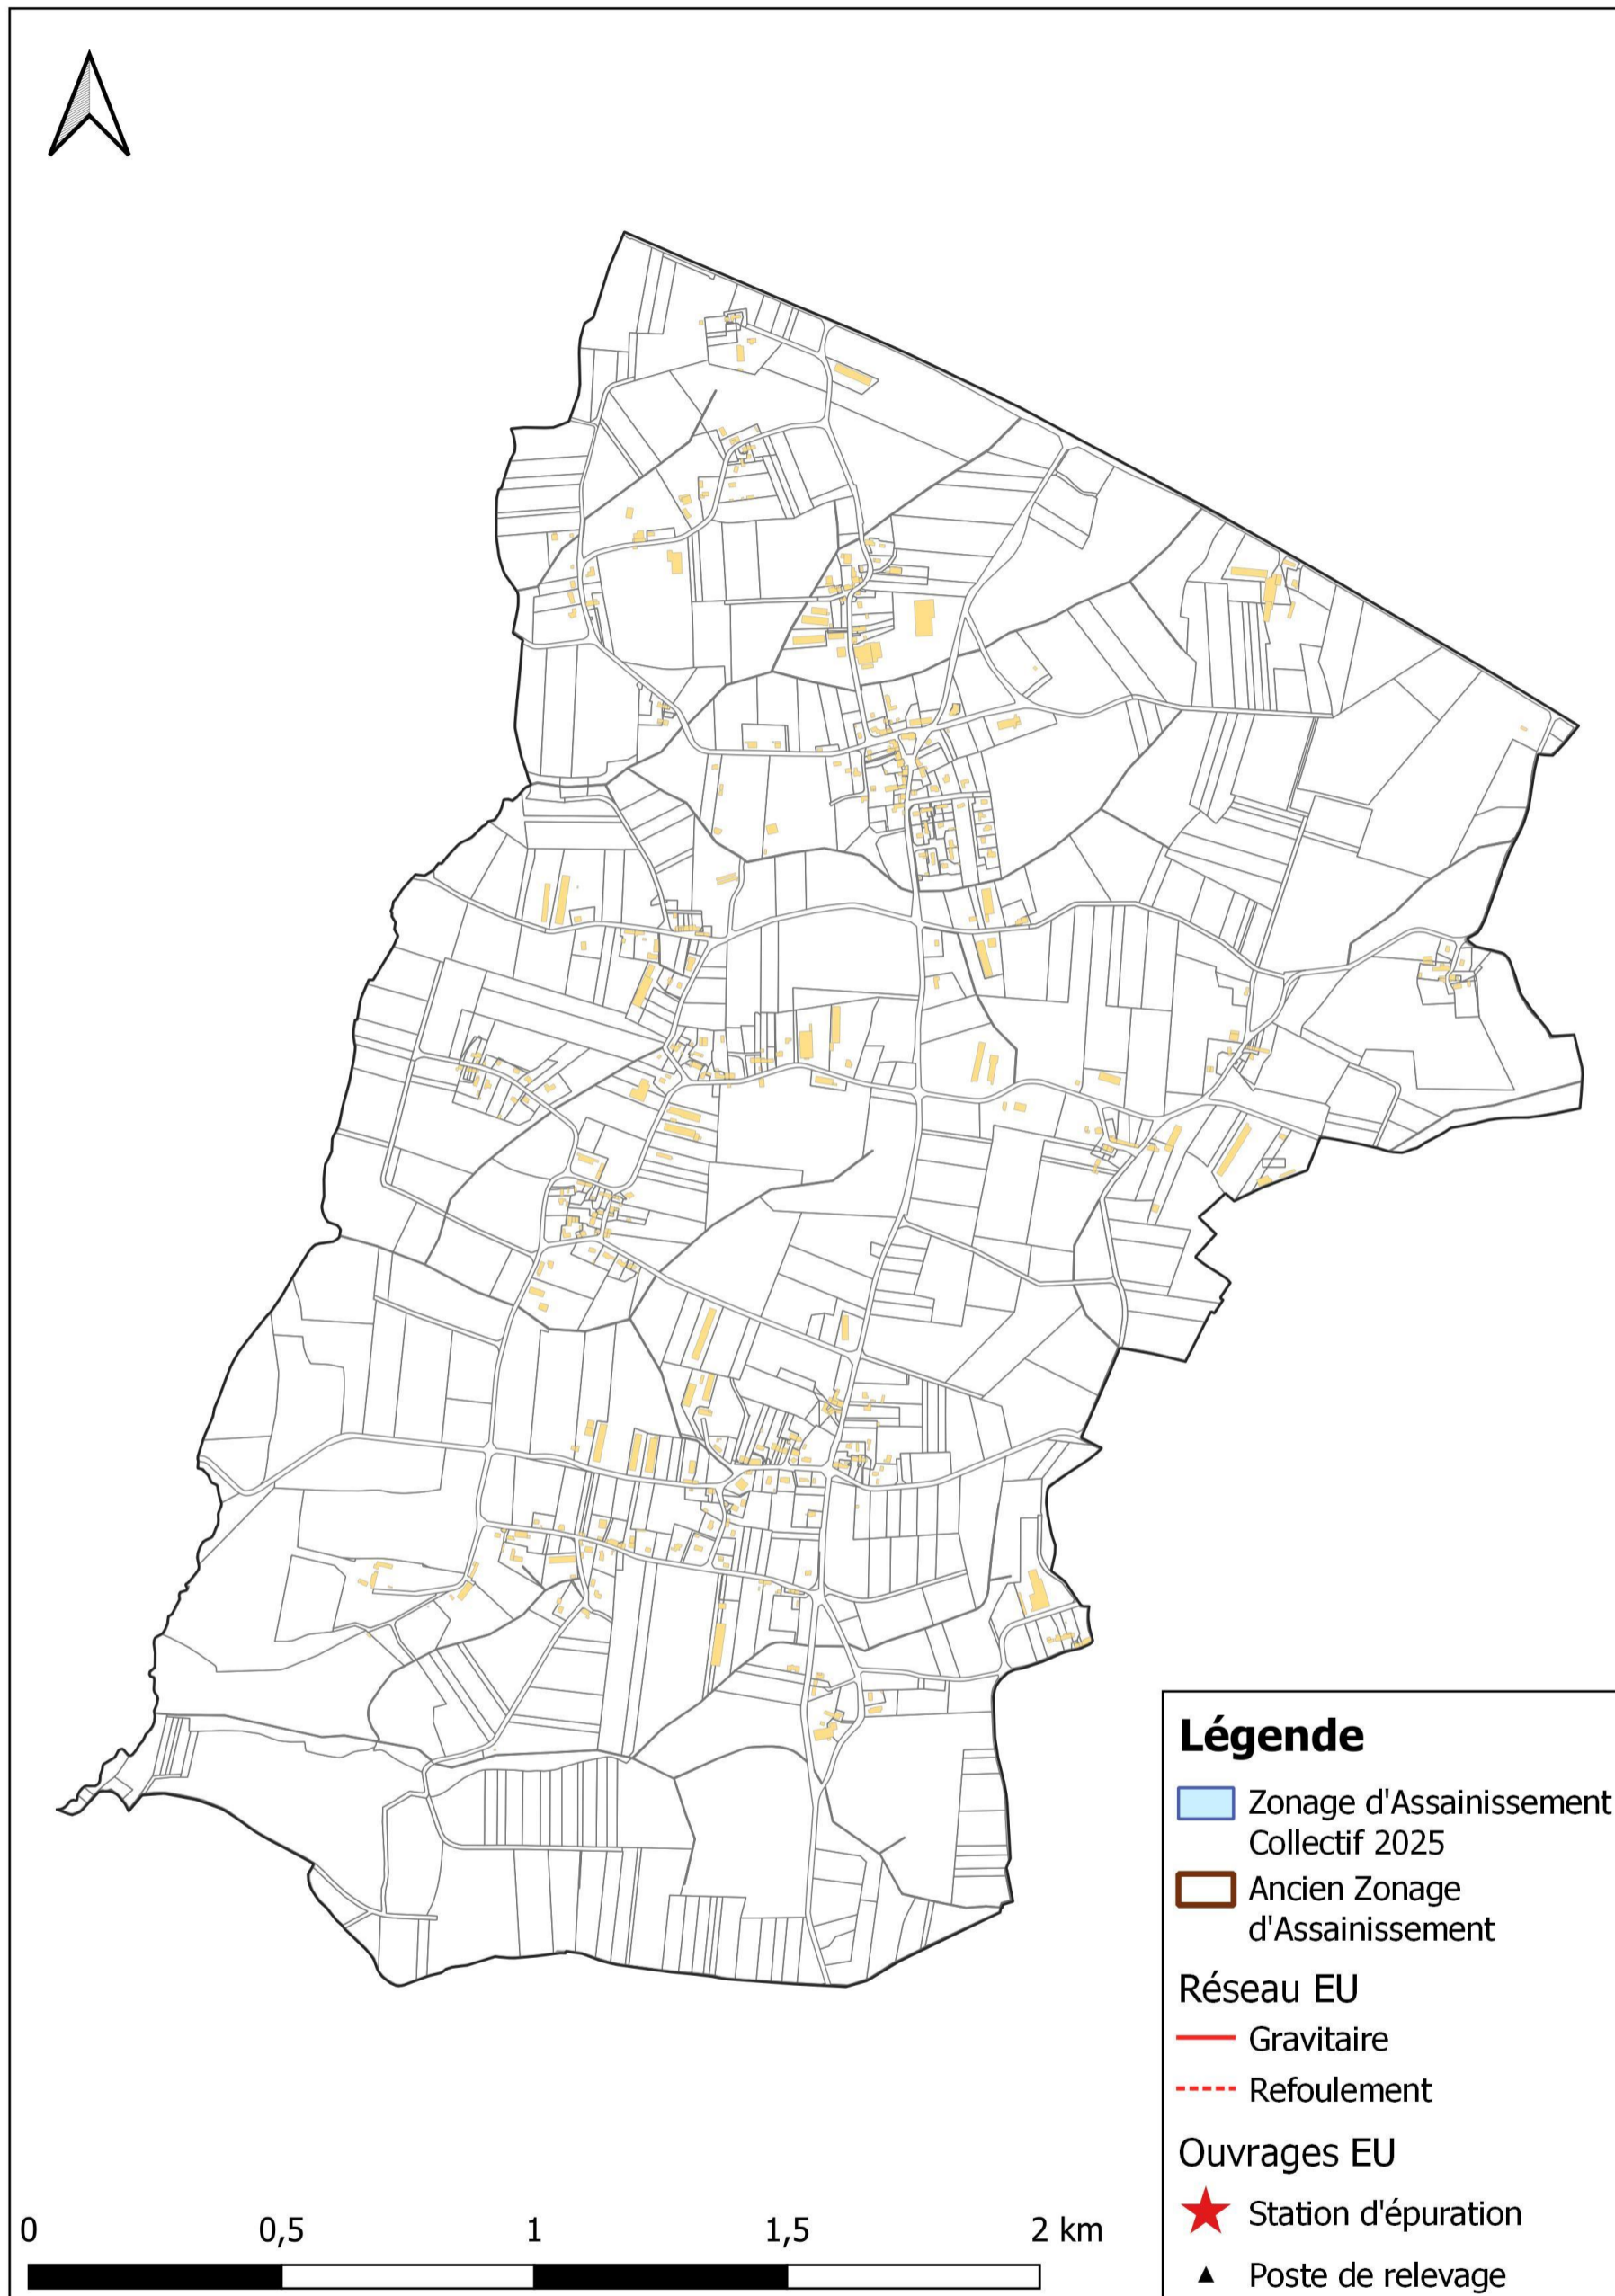 Légende
Zonage d'Assainissement
Collectif 2025
Ancien Zonage
d'Assainissement
Réseau EU
Gravitaire
Refoulement
Ouvrages EU
Station d'épuration
Poste de relevage
0 0,5 1 1,5 2 km